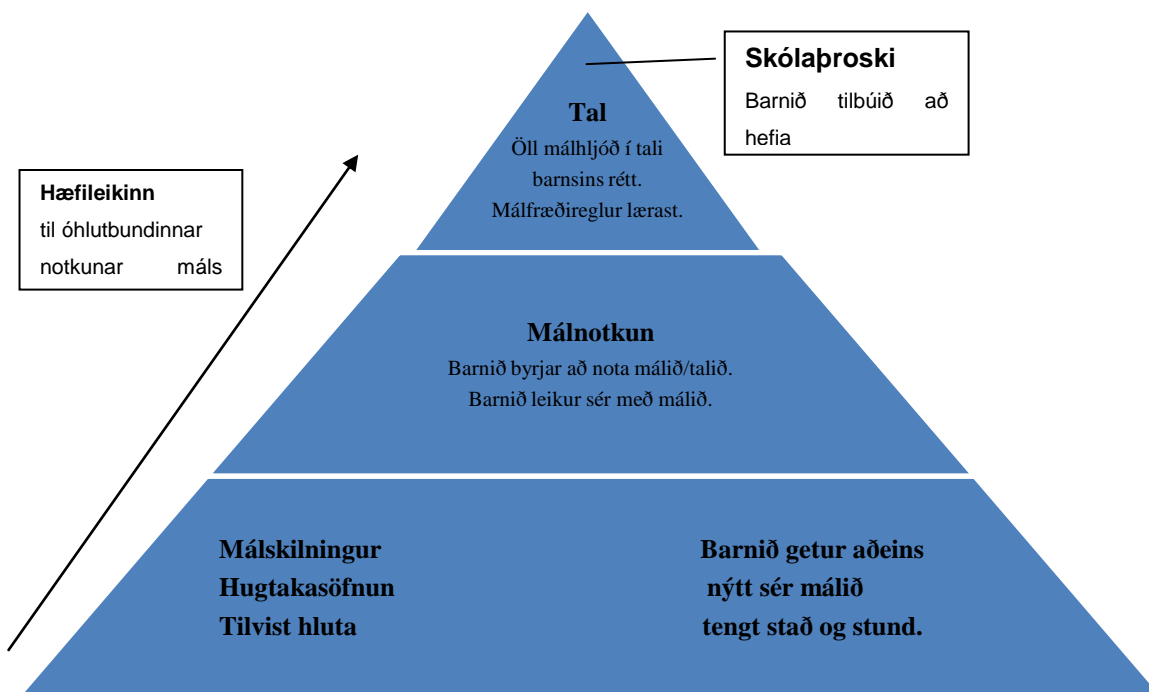 Skólaþroski
Barnið tilbúið að
hefia
Tal
Öll málhljóð í tali
barnsins rétt.
Málfræðireglur lærast.
Hæfileikinn
til óhlutbundinnar
notkunar máls
Málnotkun
Barnið byrjar að nota málið/talið.
Barnið leikur sér með málið.
Málskilningur
Hugtakasöfnun
Tilvist hluta
Barnið getur aðeins
nýtt sér málið
tengt stað og stund.